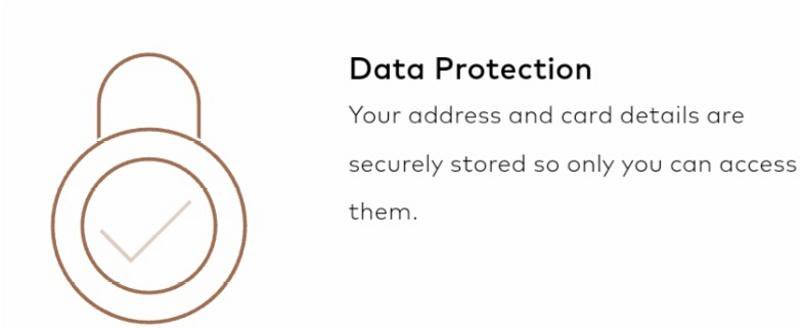 Data Protection
Your address and card details are
securely stored so only you can access
them.